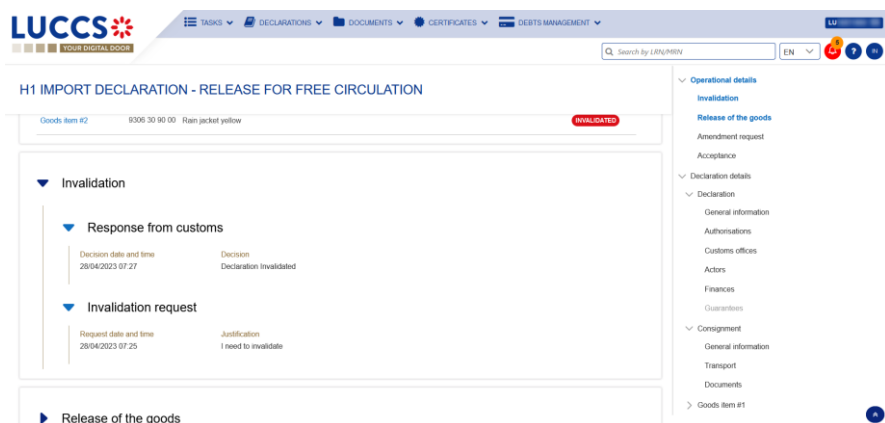 LUCCS
YOUR DIGITAL DOOR
TASKS DECLARATIONS DOCUMENTS CERTIFICATES DEBTS MANAGEMENT
LU
Search by LRN/MRN EN 6 ? IN
H1 IMPORT DECLARATION - RELEASE FOR FREE CIRCULATION
Goods item #2 9306 30 90 00 Rain jacket yellow INVALIDATED
Invalidation
Response from customs
Decision date and time Decision
28/04/2023 07:27 Declaration Invalidated
Invalidation request
Request date and time Justification
28/04/2023 07:25 I need to invalidate
Release of the goods
Operational details
Invalidation
Release of the goods
Amendment request
Acceptance
Declaration details
Declaration
General information
Authorisations
Customs offices
Actors
Finances
Guarantees
Consignment
General information
Transport
Documents
Goods item #1